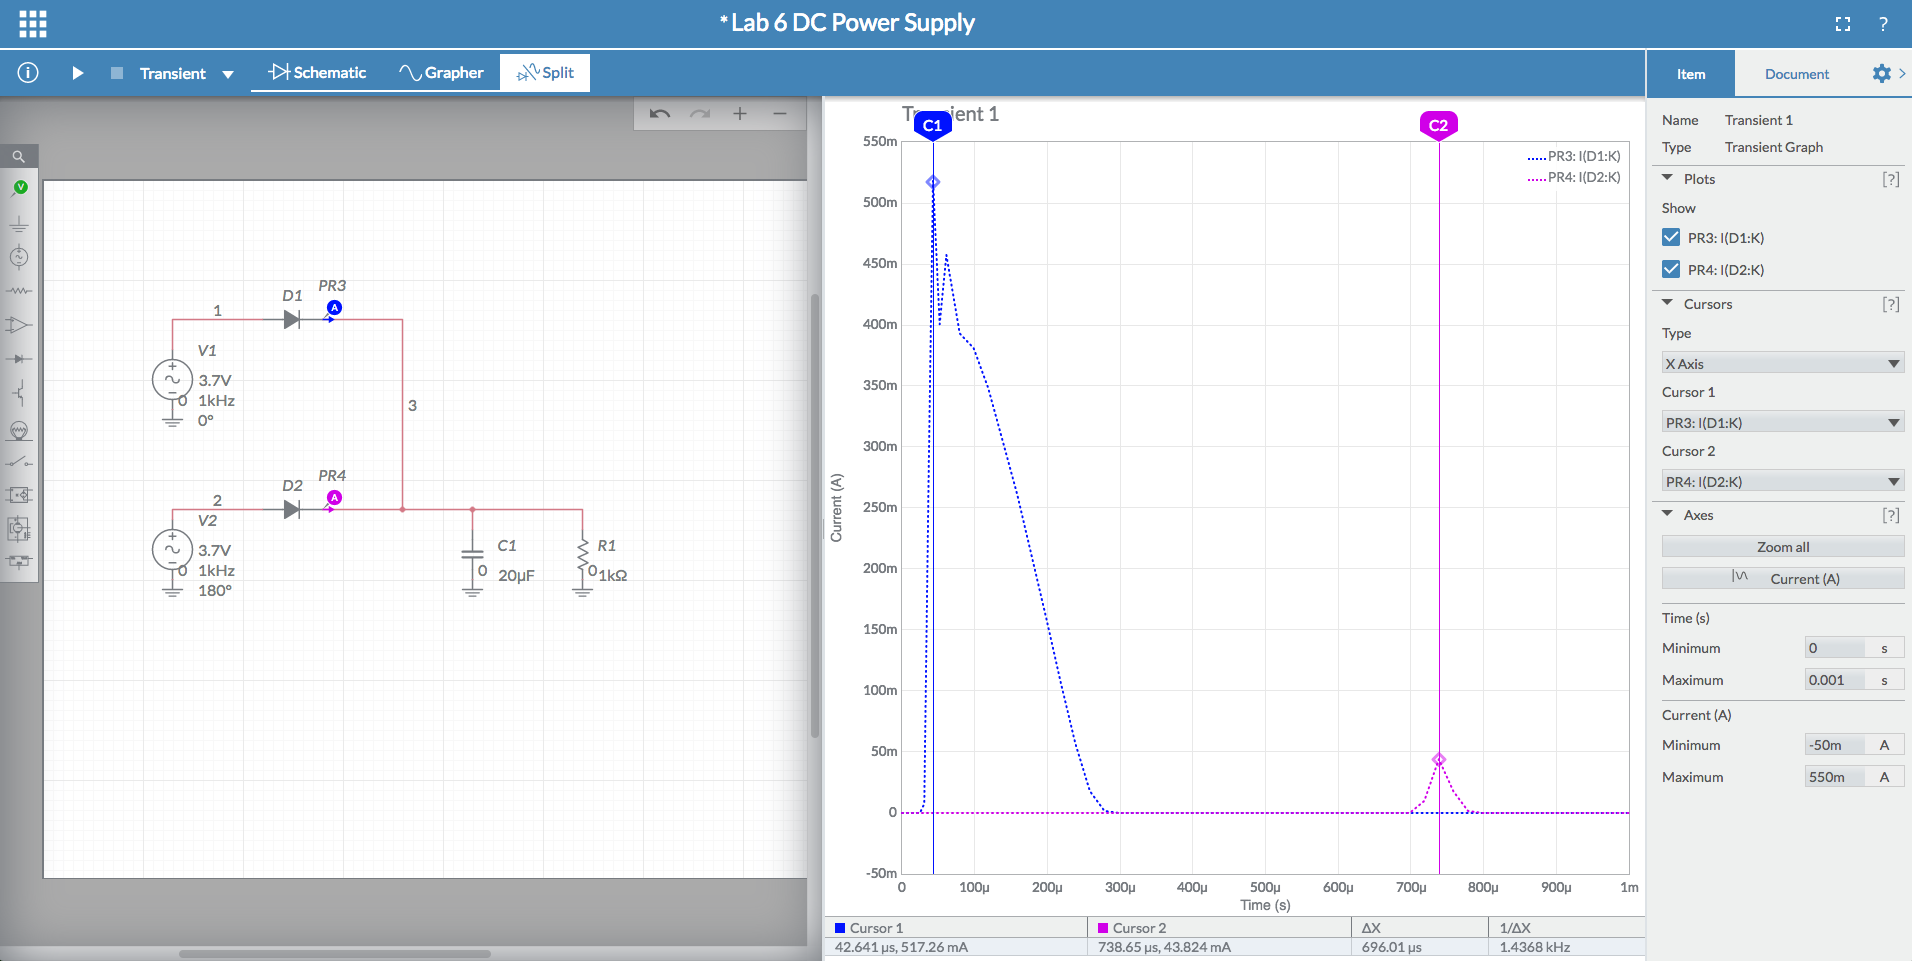 * Lab 6 DC Power Supply
?
i
Transient
Schematic
Grapher
Split
Item
Document
V
1
D1
PR3
A
V1
3.7V
0
1kHz
0°
3
2
D2
PR4
A
V2
3.7V
0
1kHz
180°
C1
0
20µF
R1
0
1kΩ
Tr
ient 1
C1
C2
PR3: I(D1:K)
PR4: I(D2:K)
550m
500m
450m
400m
350m
300m
250m
200m
150m
100m
50m
0
-50m
Current (A)
0
100µ
200µ
300µ
400µ
500µ
600µ
700µ
800µ
900µ
1m
Time (s)
Cursor 1
Cursor 2
ΔX
1/ΔX
42.641 µs, 517.26 mA
738.65 µs, 43.824 mA
696.01 µs
1.4368 kHz
Name Transient 1
Type Transient Graph
Plots [?]
Show
PR3: I(D1:K)
PR4: I(D2:K)
Cursors [?]
Type
X Axis
Cursor 1
PR3: I(D1:K)
Cursor 2
PR4: I(D2:K)
Axes [?]
Zoom all
Current (A)
Time (s)
Minimum 0 s
Maximum 0.001 s
Current (A)
Minimum -50m A
Maximum 550m A